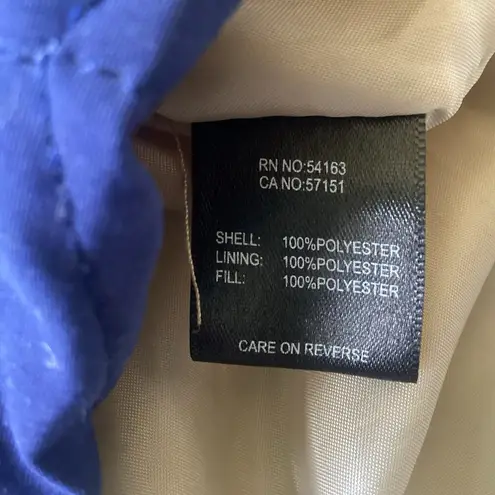 RN NO:54163
CA NO:57151
SHELL: 100%POLYESTER
LINING: 100%POLYESTER
FILL: 100%POLYESTER
CARE ON REVERSE